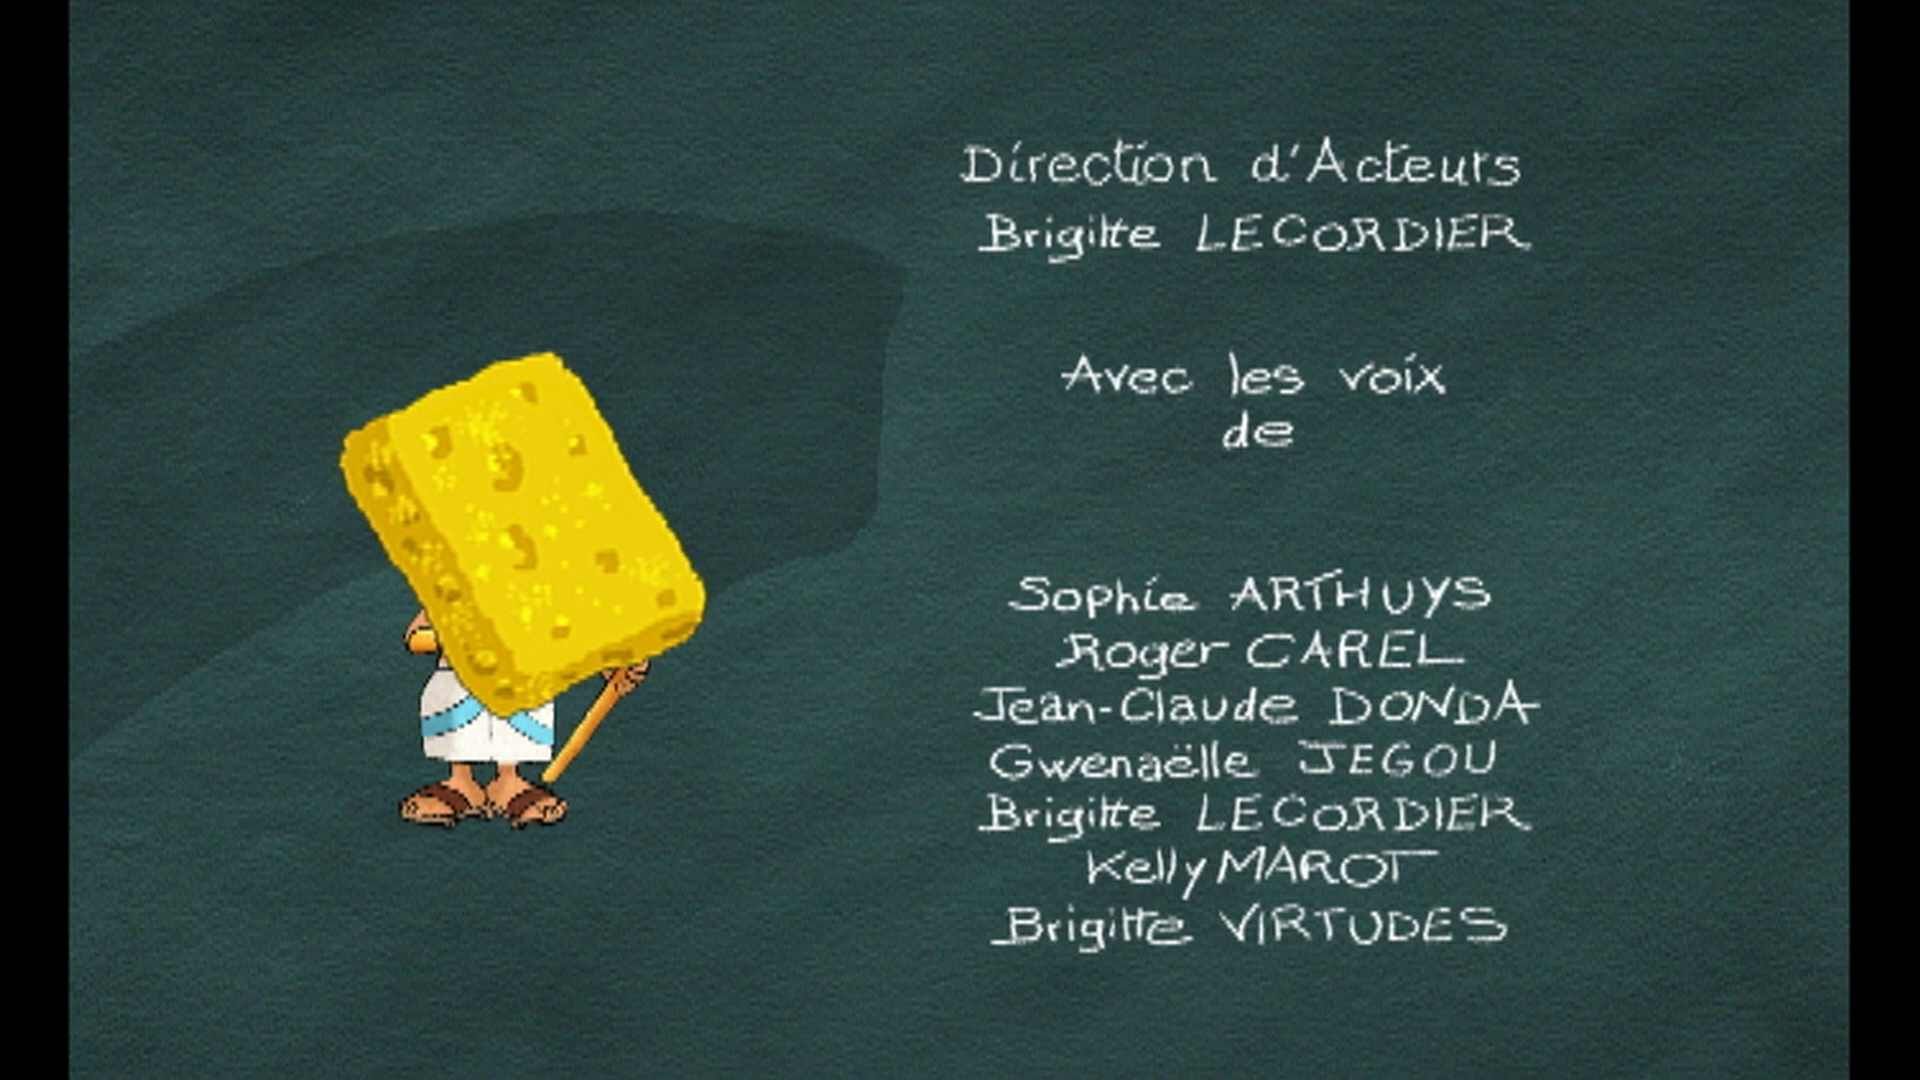 Direction d'Acteurs
Brigitte LECORDIER
Avec les voix
de
Sophie ARTHUYS
Roger CAREL
Jean-Claude DONDA
Gwenaëlle JEGOU
Brigitte LECORDIER
Kelly MAROT
Brigitte VIRTUDES